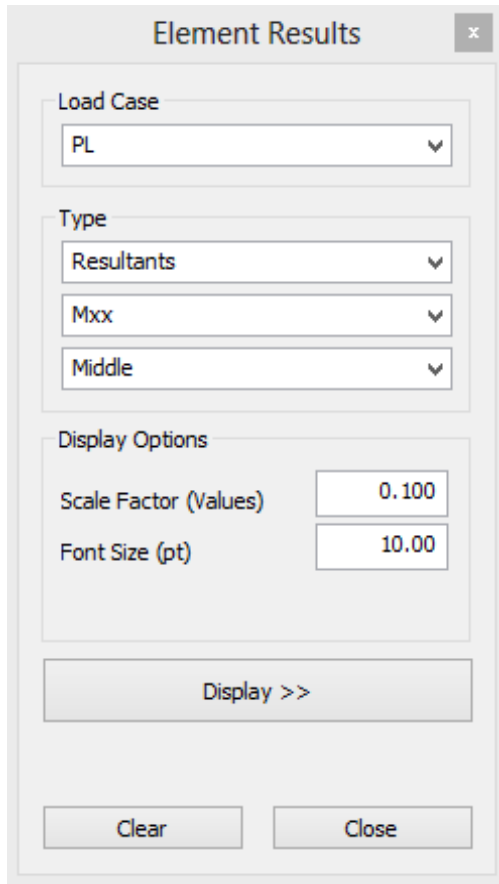 Element Results
x
Load Case
PL
Type
Resultants
Mxx
Middle
Display Options
Scale Factor (Values) 0.100
Font Size (pt) 10.00
Display >>
Clear Close